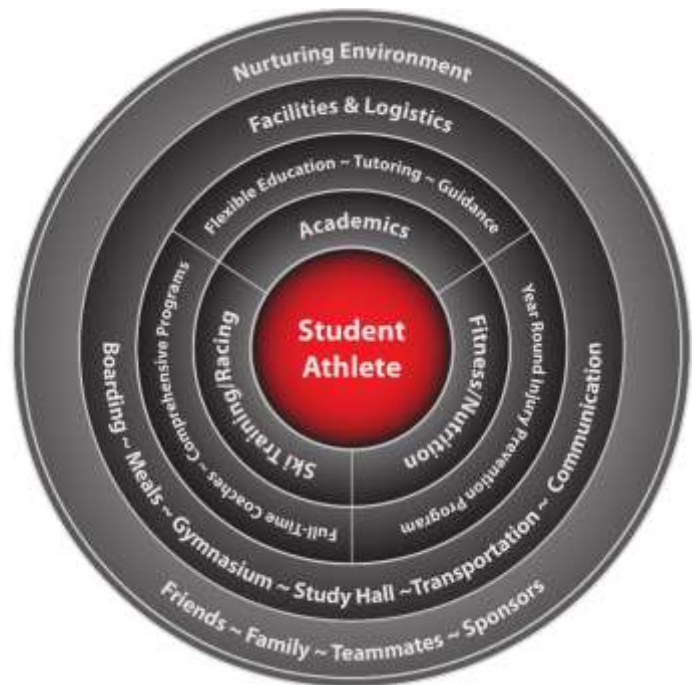 Nurturing Environment
Facilities & Logistics
Flexible Education ~ Tutoring ~ Guidance
Academics
Student
Athlete
Ski Training/Racing
Fitness/Nutrition
Full-Time Coaches ~ Comprehensive Programs
Year Round Injury Prevention Program
Boarding ~ Meals ~ Gymnasium ~ Study Hall ~Transportation ~ Communication
Friends ~ Family ~ Teammates ~ Sponsors